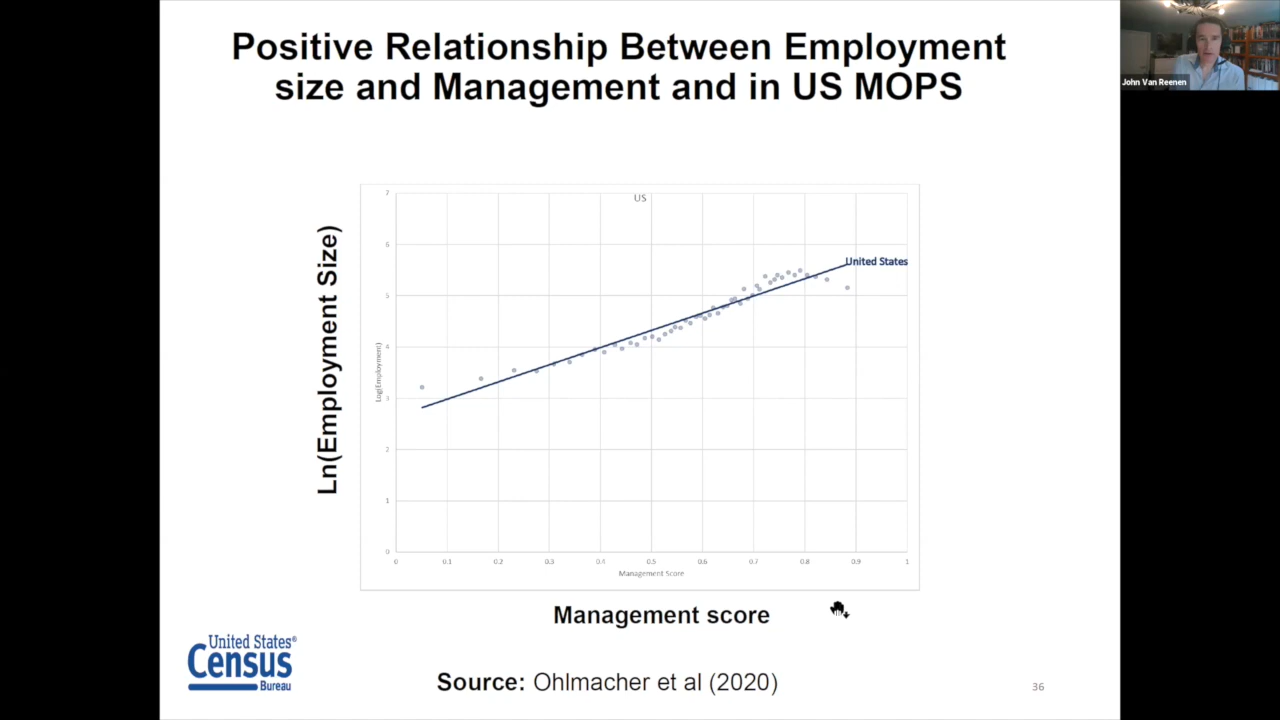 Positive Relationship Between Employment
size and Management and in US MOPS
John Van Reenen
US
7
6
5
4
3
2
1
0
Ln(Employment Size)
Log(Employment)
United States
0 0.1 0.2 0.3 0.4 0.5 0.6 0.7 0.8 0.9 1
Management Score
Management score
United States®
Census
Bureau
Source: Ohlmacher et al (2020)
36